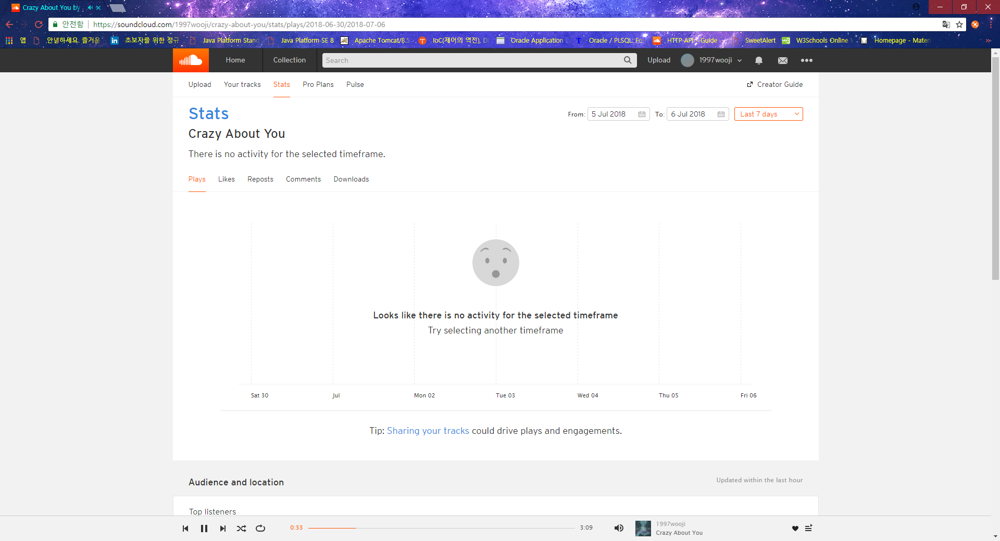 Crazy About You by
안전함 https://soundcloud.com/1997wooji/crazy-about-you/stats/plays/2018-06-30/2018-07-06
앱 .안녕하세요. 즐거운 초보자를 위한 정규 Java Platform Stand Java Platform SE 8 Apache Tomcat/8.5 IoC(제어의 역전), D Oracle Application Oracle / PLSQL: HTTP API - Guide SweetAlert W3Schools Online Homepage - Mater
Home Collection Search Upload 1997wooji
Upload Your tracks Stats Pro Plans Pulse Creator Guide
Stats From: 5 Jul 2018 To: 6 Jul 2018 Last 7 days
Crazy About You
There is no activity for the selected timeframe.
Plays Likes Reposts Comments Downloads
Looks like there is no activity for the selected timeframe
Try selecting another timeframe
Sat 30 Jul Mon 02 Tue 03 Wed 04 Thu 05 Fri 06
Tip: Sharing your tracks could drive plays and engagements.
Audience and location Updated within the last hour
Top listeners
0:33 3:09 1997wooji
Crazy About You